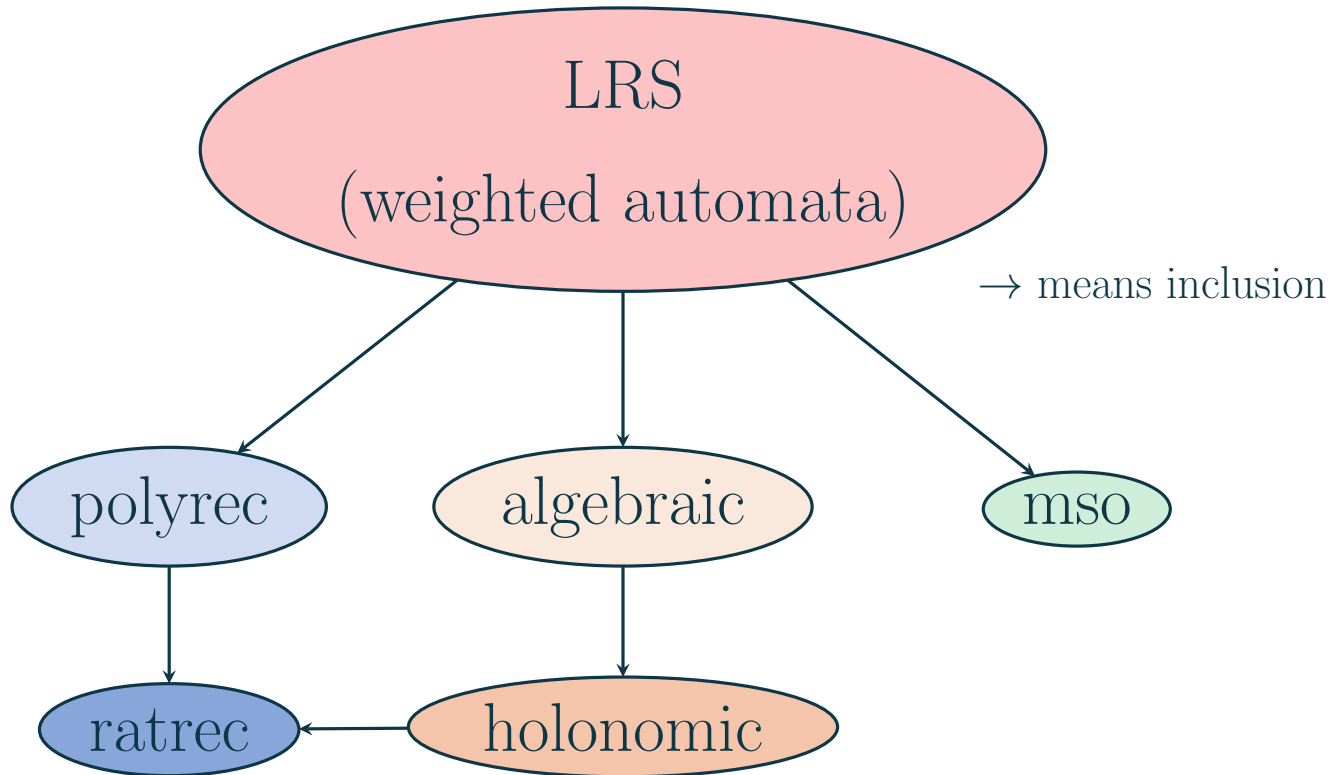 LRS
(weighted automata)
→ means inclusion
polyrec
algebraic
mso
ratrec
holonomic